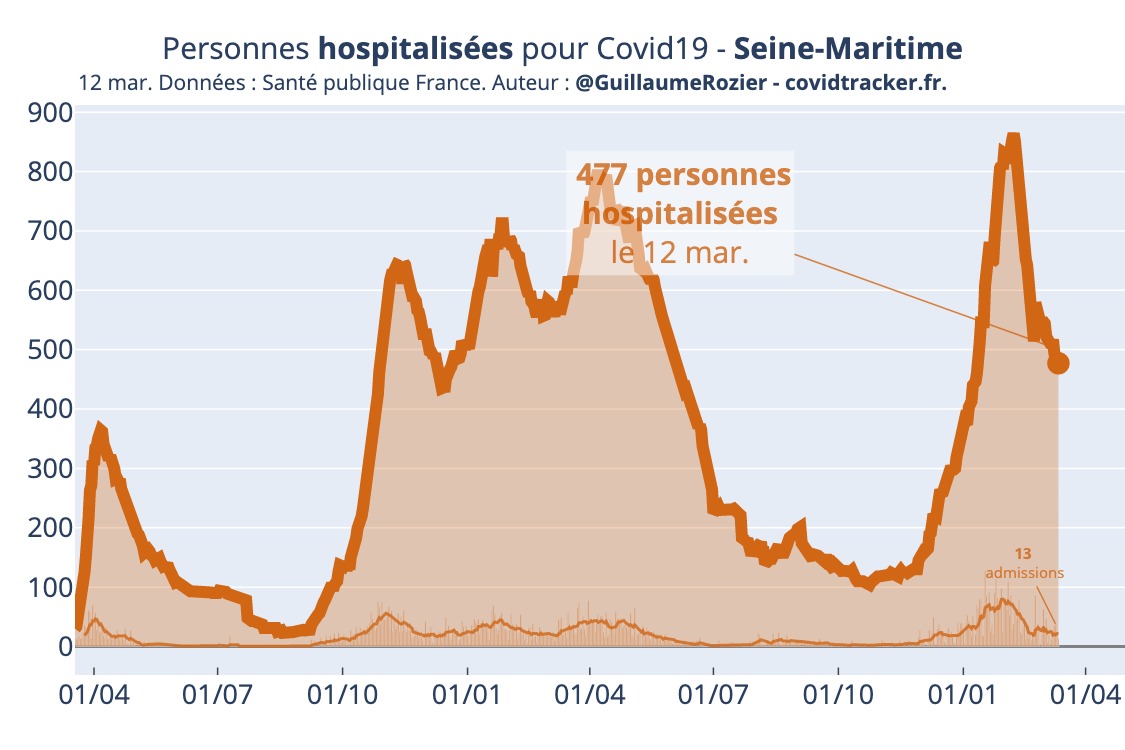 Personnes hospitalisées pour Covid19 - Seine-Maritime
12 mar. Données : Santé publique France. Auteur : @GuillaumeRozier - covidtracker.fr.
900
800
700
600
500
400
300
200
100
0
477 personnes
hospitalisées
le 12 mar.
13
admissions
01/04 01/07 01/10 01/01 01/04 01/07 01/10 01/01 01/04